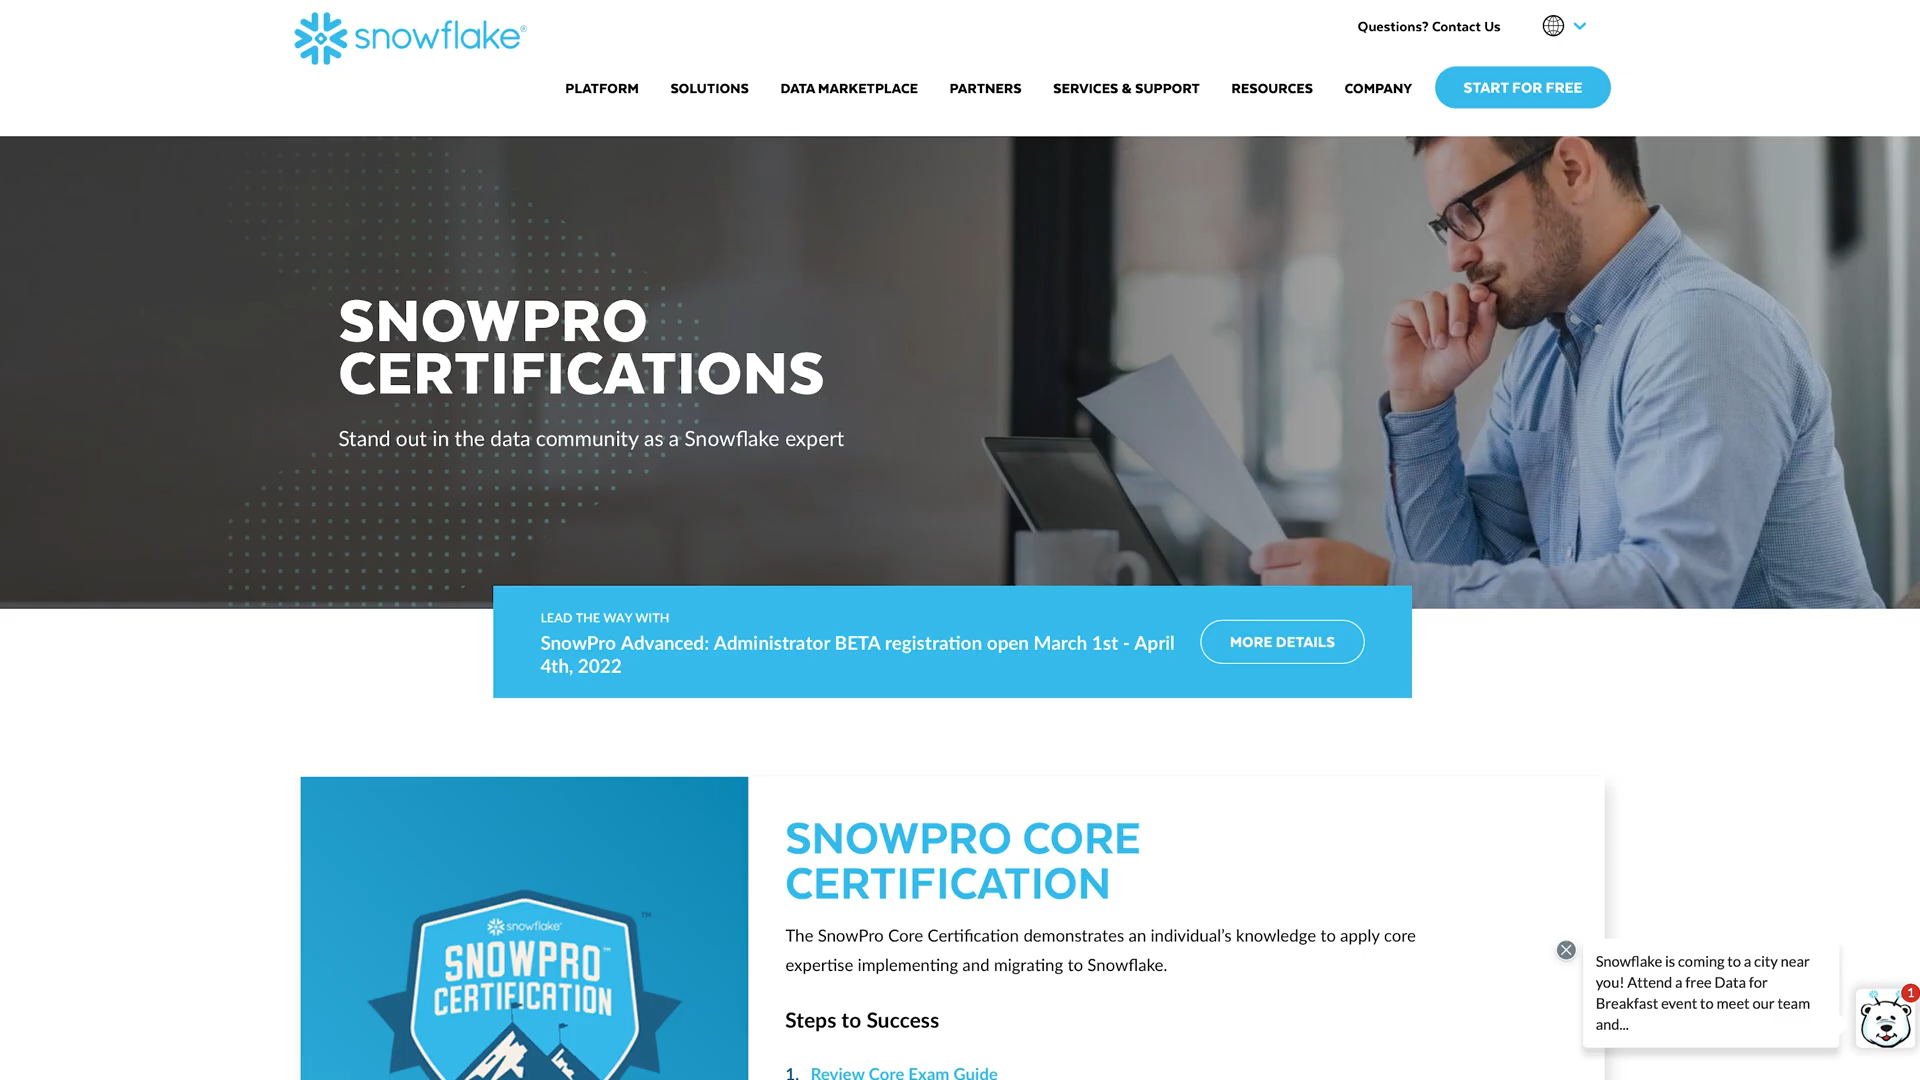 snowflake®
Questions? Contact Us
PLATFORM
SOLUTIONS
DATA MARKETPLACE
PARTNERS
SERVICES & SUPPORT
RESOURCES
COMPANY
START FOR FREE
SNOWPRO
CERTIFICATIONS
Stand out in the data community as a Snowflake expert
LEAD THE WAY WITH
SnowPro Advanced: Administrator BETA registration open March 1st - April
4th, 2022
MORE DETAILS
snowflake®
SNOWPRO™
CERTIFICATION
TM
SNOWPRO CORE
CERTIFICATION
The SnowPro Core Certification demonstrates an individual’s knowledge to apply core
expertise implementing and migrating to Snowflake.
Steps to Success
1. Review Core Exam Guide
Snowflake is coming to a city near
you! Attend a free Data for
Breakfast event to meet our team
and...
1